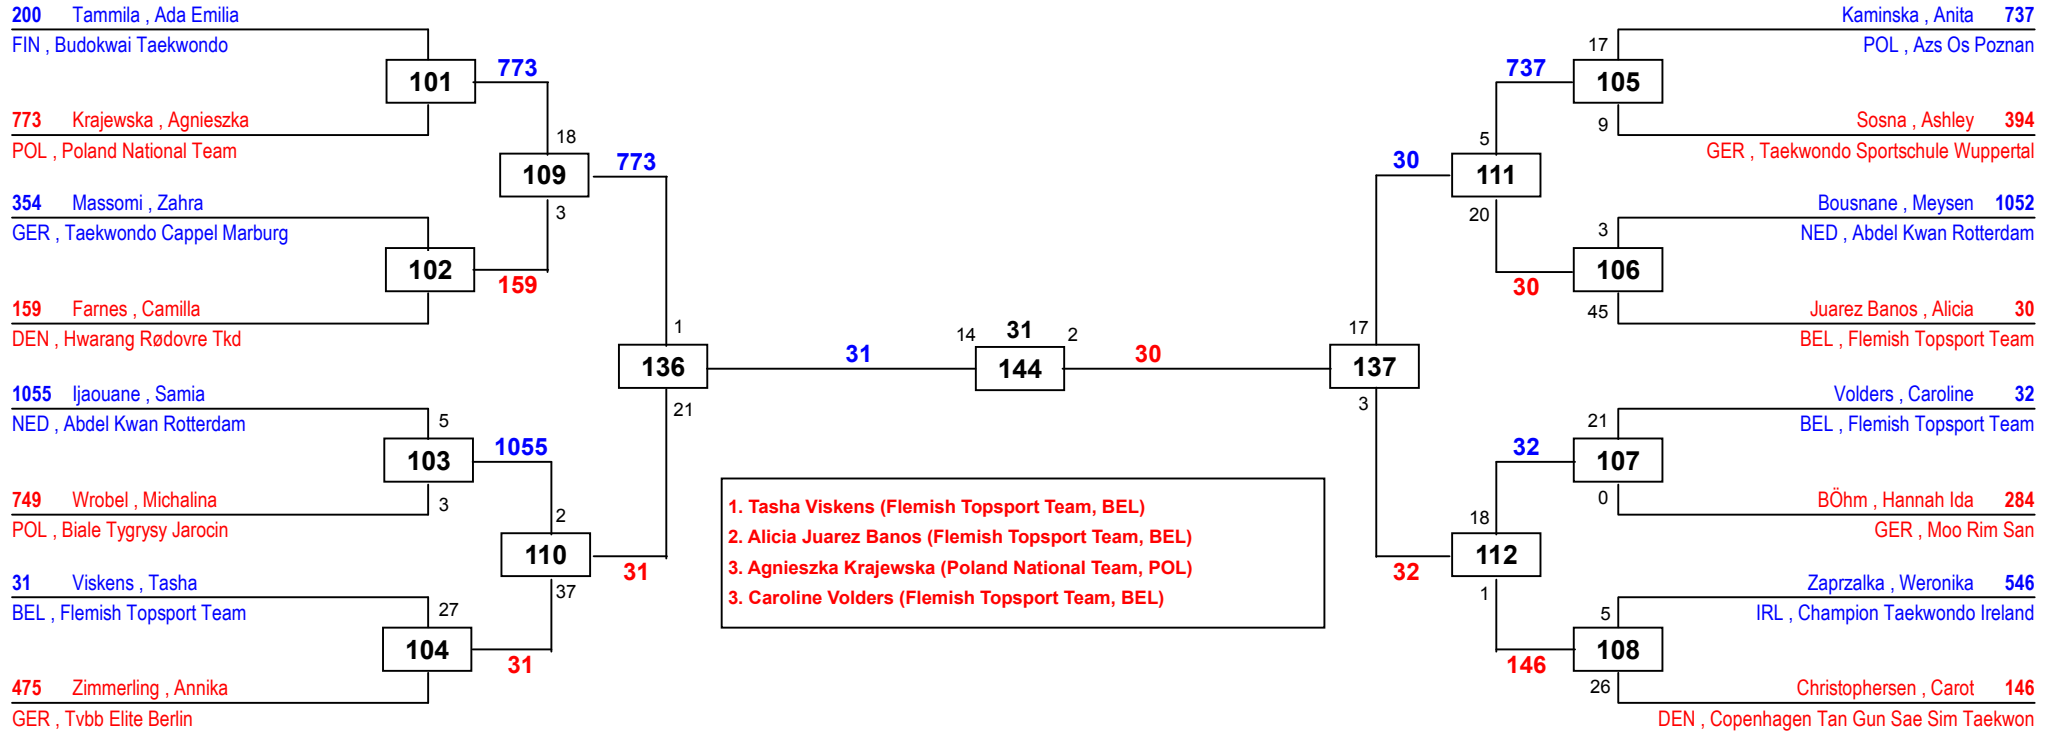 200 Tammila , Ada Emilia
FIN , Budokwai Taekwondo
101
773
773 Krajewska , Agnieszka
POL , Poland National Team
18
109
773
3
354 Massomi , Zahra
GER , Taekwondo Cappel Marburg
102
159
159 Farnes , Camilla
DEN , Hwarang Rødovre Tkd
1
136
31
21
1055 Ijaouane , Samia
NED , Abdel Kwan Rotterdam
5
103
1055
3
749 Wrobel , Michalina
POL , Biale Tygrysy Jarocin
2
110
31
37
31 Viskens , Tasha
BEL , Flemish Topsport Team
27
104
31
475 Zimmerling , Annika
GER , Tvbb Elite Berlin
14 31 2
144
30
1. Tasha Viskens (Flemish Topsport Team, BEL)
2. Alicia Juarez Banos (Flemish Topsport Team, BEL)
3. Agnieszka Krajewska (Poland National Team, POL)
3. Caroline Volders (Flemish Topsport Team, BEL)
Kaminska , Anita 737
POL , Azs Os Poznan
17
737
105
9
Sosna , Ashley 394
GER , Taekwondo Sportschule Wuppertal
5
30
111
20
Bousnane , Meysen 1052
NED , Abdel Kwan Rotterdam
3
106
30
45
Juarez Banos , Alicia 30
BEL , Flemish Topsport Team
17
137
3
Volders , Caroline 32
BEL , Flemish Topsport Team
21
32
107
0
BÖhm , Hannah Ida 284
GER , Moo Rim San
18
112
32
1
Zaprzalka , Weronika 546
IRL , Champion Taekwondo Ireland
5
108
146
26
Christophersen , Carot 146
DEN , Copenhagen Tan Gun Sae Sim Taekwon